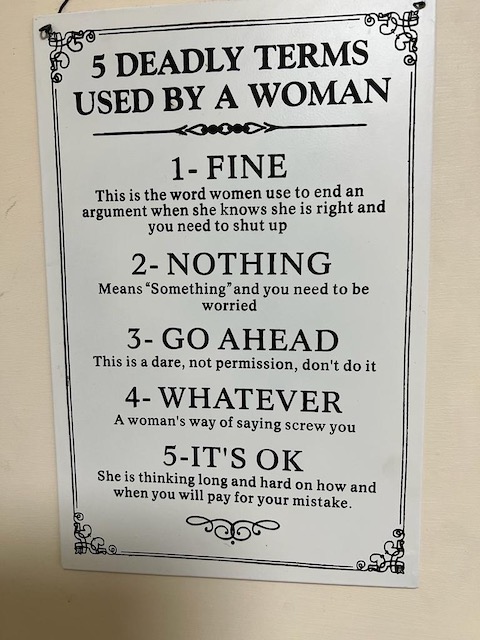 5 DEADLY TERMS
USED BY A WOMAN
1- FINE
This is the word women use to end an
argument when she knows she is right and
you need to shut up
2- NOTHING
Means “Something” and you need to be
worried
3- GO AHEAD
This is a dare, not permission, don't do it
4- WHATEVER
A woman's way of saying screw you
5-IT'S OK
She is thinking long and hard on how and
when you will pay for your mistake.